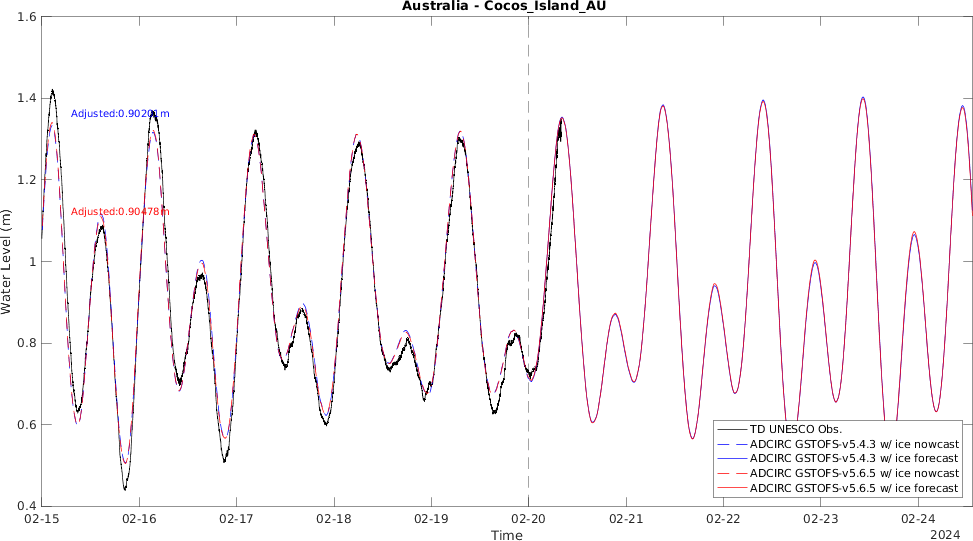 Australia - Cocos_Island_AU
1.6
1.4
1.2
1
0.8
0.6
0.4
Water Level (m)
Adjusted:0.90201m
Adjusted:0.90478m
TD UNESCO Obs.
ADCIRC GSTOFS-v5.4.3 w/ ice nowcast
ADCIRC GSTOFS-v5.4.3 w/ ice forecast
ADCIRC GSTOFS-v5.6.5 w/ ice nowcast
ADCIRC GSTOFS-v5.6.5 w/ ice forecast
02-15 02-16 02-17 02-18 02-19 02-20 02-21 02-22 02-23 02-24
Time
2024